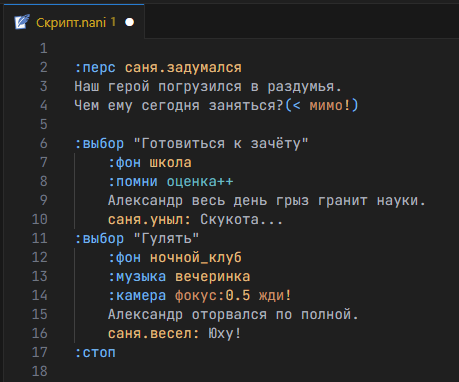 Скрипт.nani 1
1
2 :перс саня.задумался
3 Наш герой погрузился в раздумья.
4 Чем ему сегодня заняться?(< мимо!)
5
6 :выбор "Готовиться к зачёту"
7 :фон школа
8 :помни оценка++
9 Александр весь день грыз гранит науки.
10 саня.уныл: Скукота...
11 :выбор "Гулять"
12 :фон ночной_клуб
13 :музыка вечеринка
14 :камера фокус:0.5 жди!
15 Александр оторвался по полной.
16 саня.весел: Юху!
17 :стоп
18